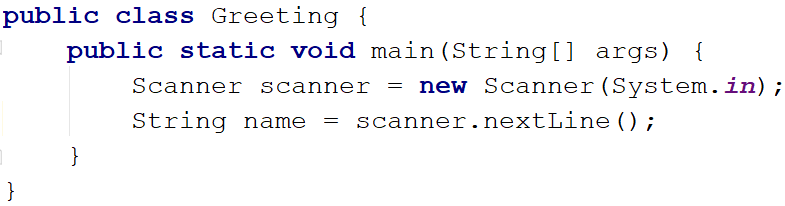 public class Greeting {
    public static void main(String[] args) {
        Scanner scanner = new Scanner(System.in);
        String name = scanner.nextLine();
    }
}